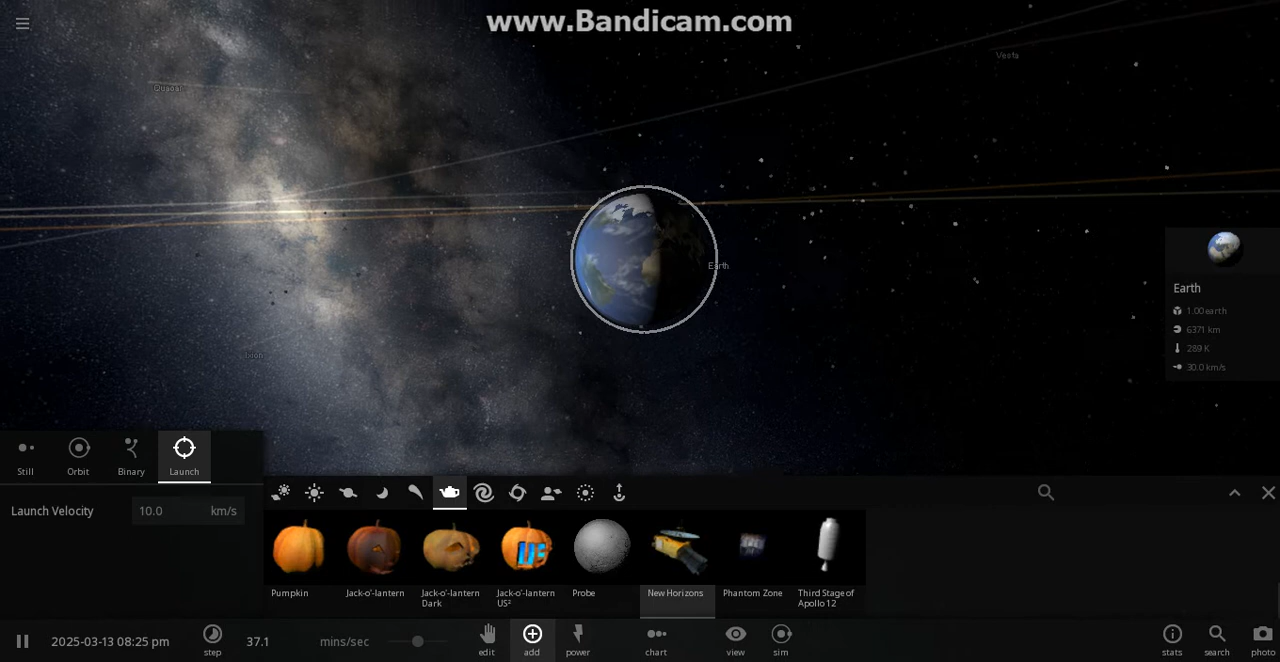 www.Bandicam.com
Vesta
Quaoar
Earth
Ixion
Earth
1.00 earth
6371 km
289 K
30.0 km/s
Still Orbit Binary Launch
Launch Velocity 10.0 km/s
Pumpkin
Jack-o'-lantern
Jack-o'-lantern Dark
Jack-o'-lantern US²
Probe
New Horizons
Phantom Zone
Third Stage of Apollo 12
2025-03-13 08:25 pm step 37.1 mins/sec edit add power chart view sim stats search photo